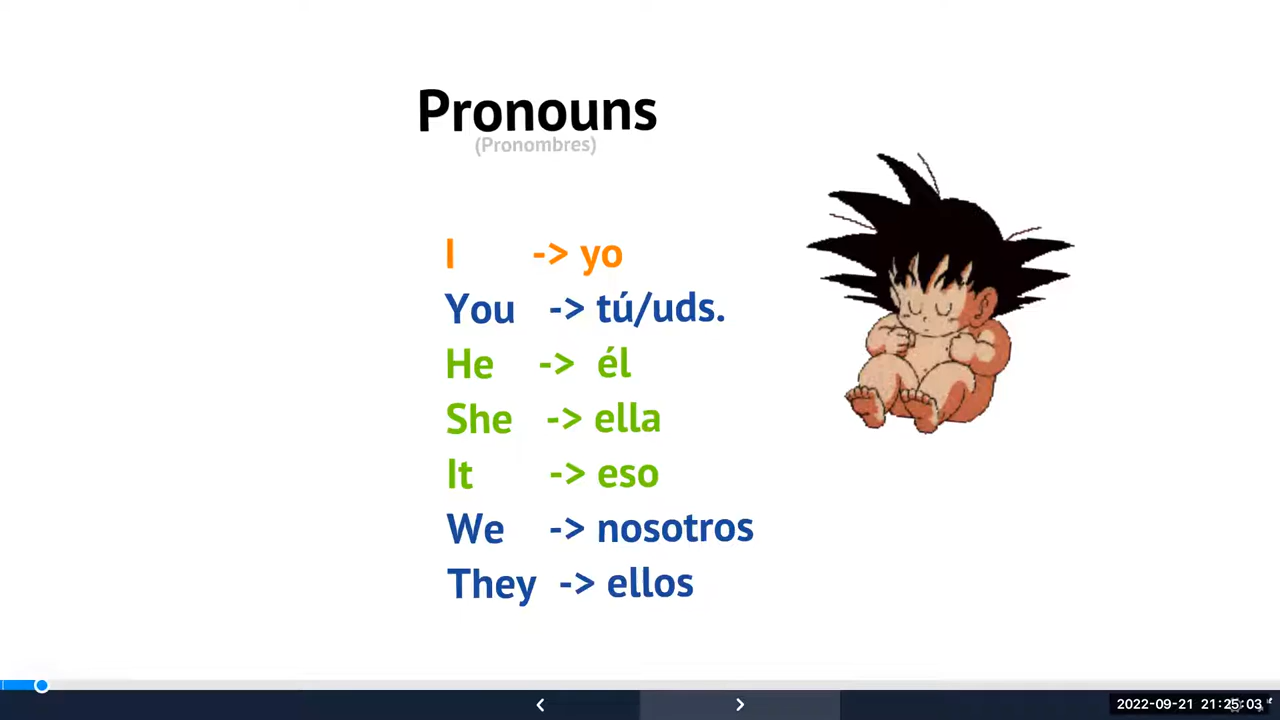 Pronouns
(Pronombres)
I -> yo
You -> tú/uds.
He -> él
She -> ella
It -> eso
We -> nosotros
They -> ellos
2022-09-21 21:25:03